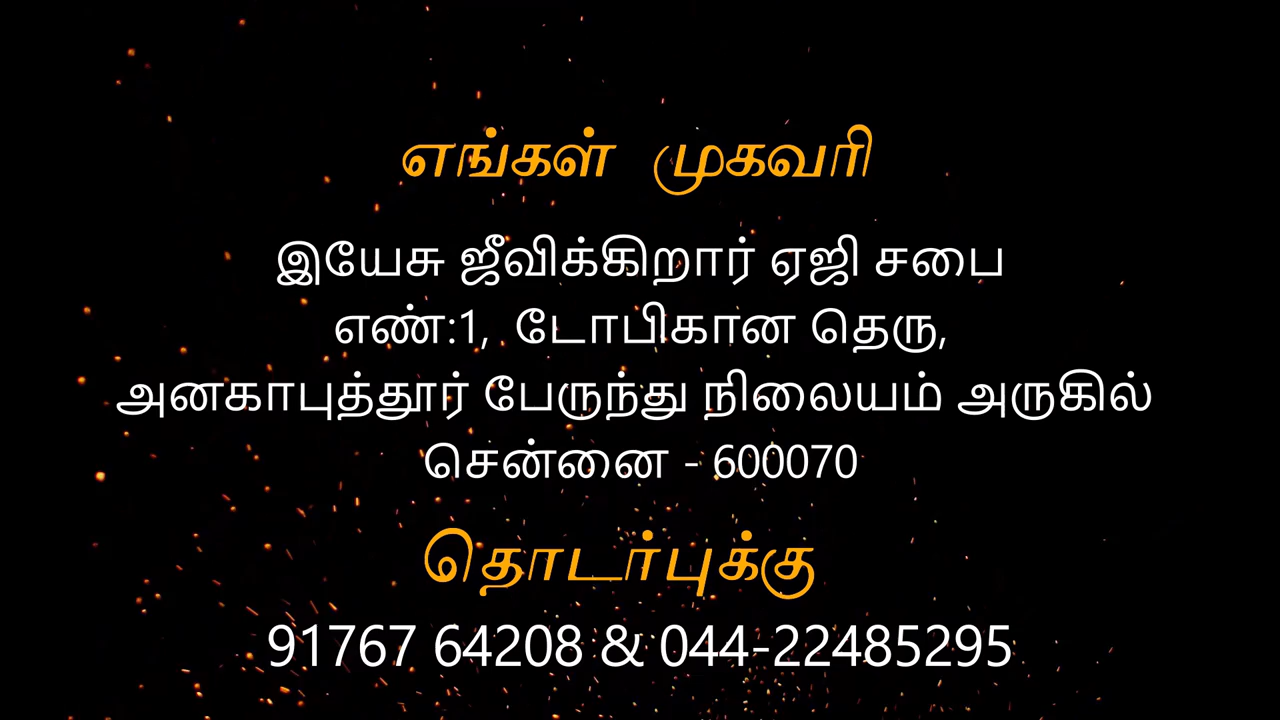 எங்கள் முகவரி
இயேசு ஜீவிக்கிறார் ஏஜி சபை
எண்:1, டோபிகான தெரு,
அனகாபுத்தூர் பேருந்து நிலையம் அருகில்
சென்னை - 600070
தொடர்புக்கு
91767 64208 & 044-22485295